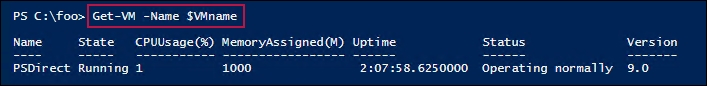 PS C:\foo> Get-VM -Name $VMname
Name State CPUUsage(%) MemoryAssigned(M) Uptime Status Version
---- ----- ----------- ----------------- ------ ------ -------
PSDirect Running 1 1000 2:07:58.6250000 Operating normally 9.0